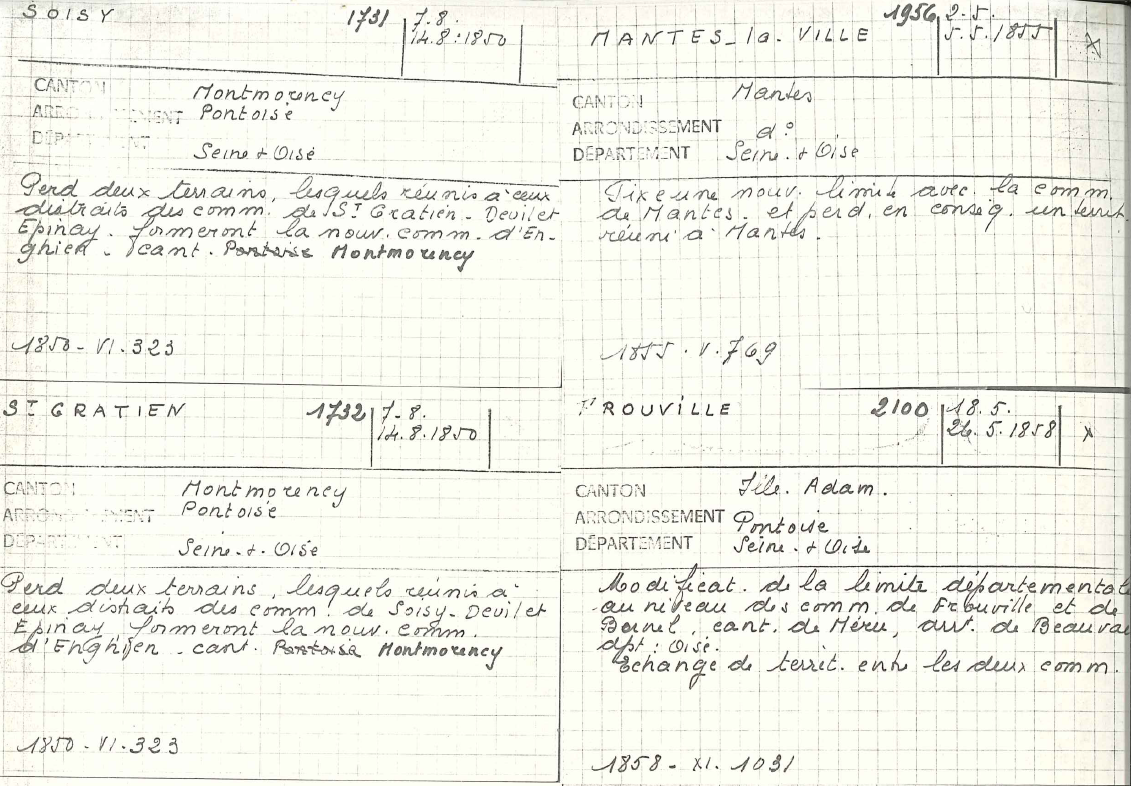 SOISY 1731 7.8.
14.8.1850
CANTON Montmorency
ARRONDISSEMENT Pontoise
DÉPARTEMENT Seine + Oise
Perd deux terrains, lesquels réunis à ceux
distraits des comm. de St Gratien - Deuil et
Epinay. formeront la nouv. comm. d'En-
ghien - cant. Pontoise Montmorency
1850 - VI. 323
MANTES-la-VILLE 1956 2.5.
5.5.1855 X
CANTON Mantes
ARRONDISSEMENT do
DÉPARTEMENT Seine + Oise
Fixe une nouv. limite avec la comm.
de Mantes. et perd, en conséq. un territ.
réuni à Mantes.
1855 . V. 769
ST GRATIEN 1732 7.8.
14.8.1850
CANTON Montmorency
ARRONDISSEMENT Pontoise
DÉPARTEMENT Seine + Oise
Perd deux terrains, lesquels réunis à
ceux distraits des comm. de Soisy - Deuil et
Epinay, formeront la nouv. comm.
d'Enghien - cant. Pontoise Montmorency
1850 - VI. 323
FROUVILLE 2100 18.5.
26.5.1858 X
CANTON Isle. Adam.
ARRONDISSEMENT Pontoise
DÉPARTEMENT Seine + Oise
Modificat. de la limite départementale
au niveau des comm. de Frouville et de
Bornel, cant. de Méru, arr. de Beauvai
dpt : Oise.
Echange de territ. entre les deux comm.
1858 - XI. 1031